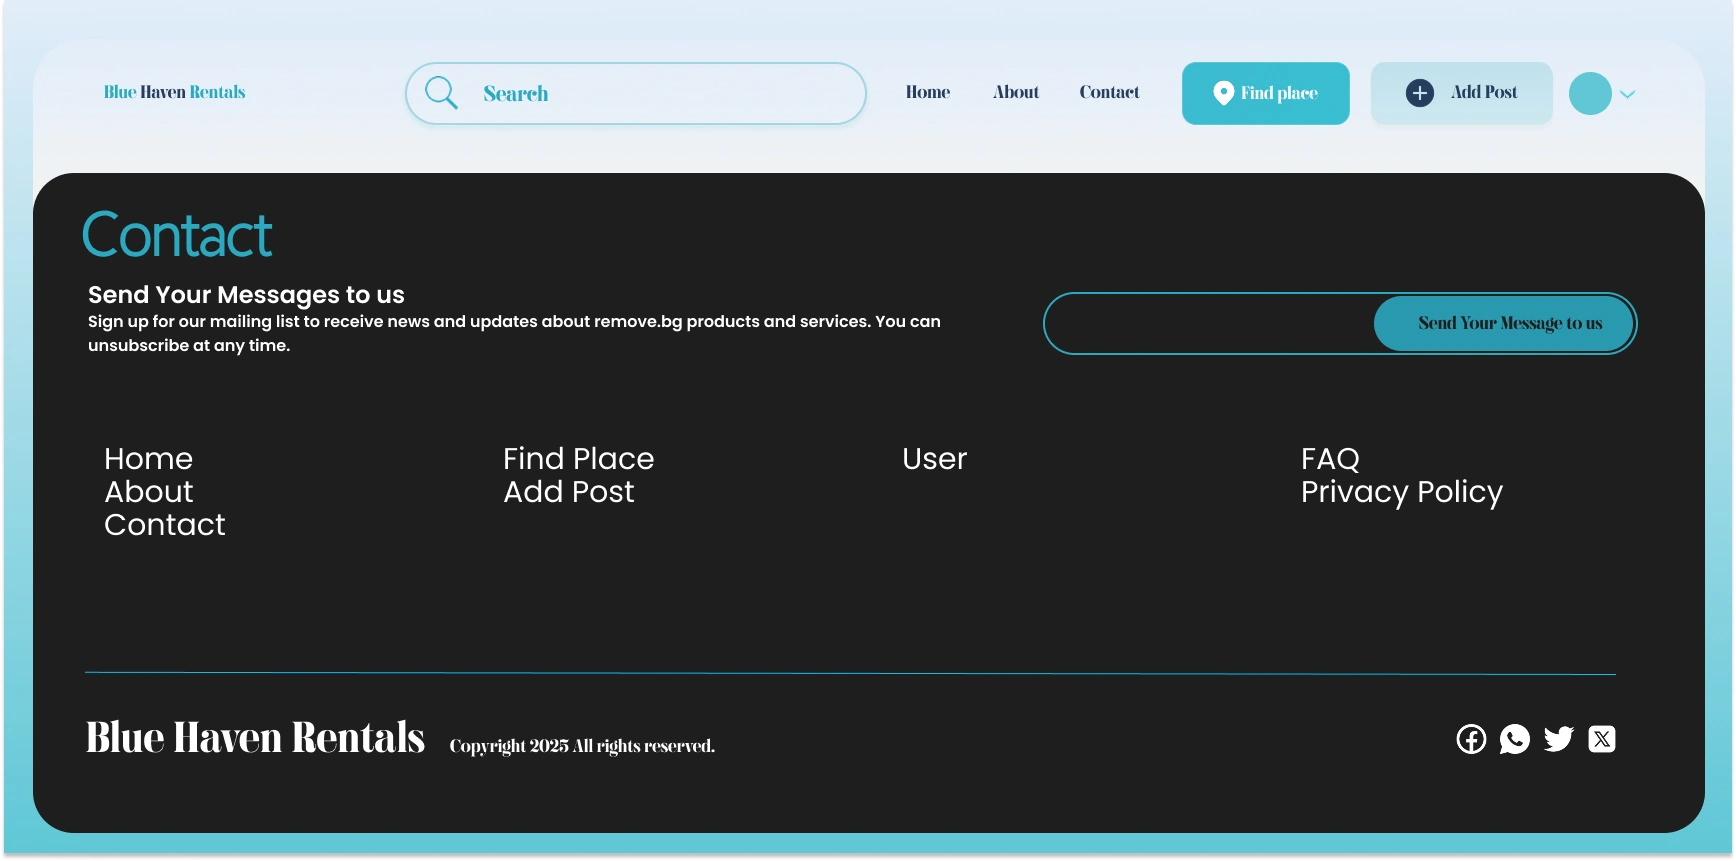 Blue Haven Rentals
Search
Home
About
Contact
Find place
Add Post
Contact
Send Your Messages to us
Sign up for our mailing list to receive news and updates about remove.bg products and services. You can
unsubscribe at any time.
Send Your Message to us
Home
About
Contact
Find Place
Add Post
User
FAQ
Privacy Policy
Blue Haven Rentals
Copyright 2025 All rights reserved.